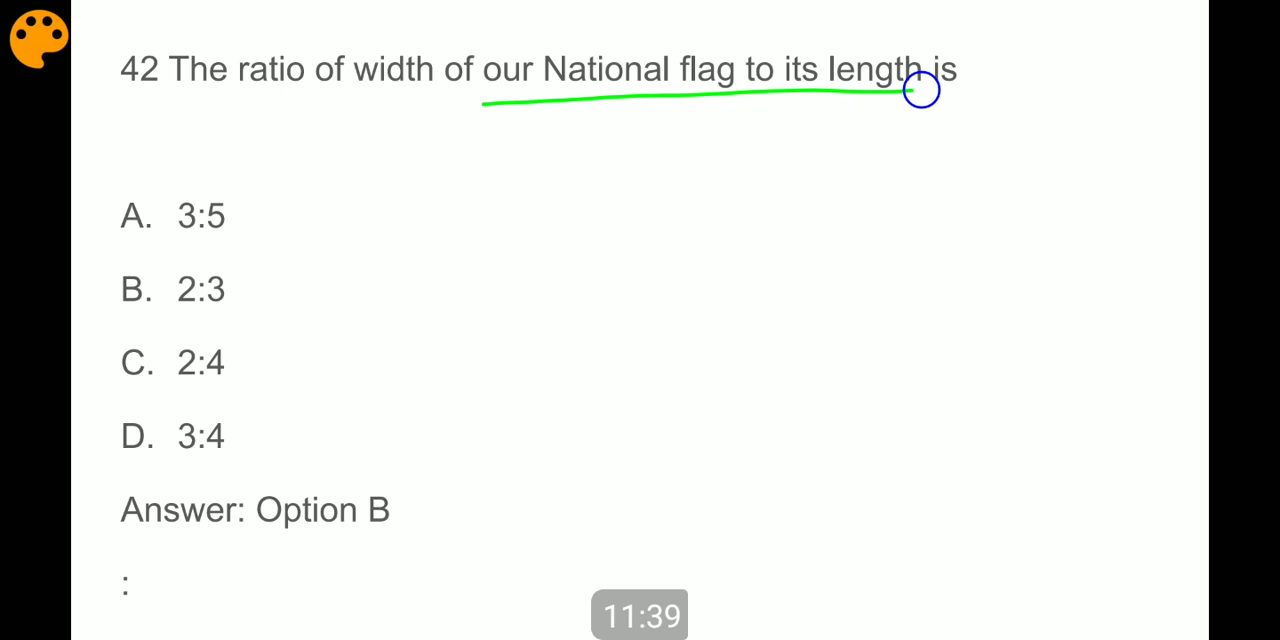 42 The ratio of width of our National flag to its length is
A. 3:5
B. 2:3
C. 2:4
D. 3:4
Answer: Option B
:
11:39